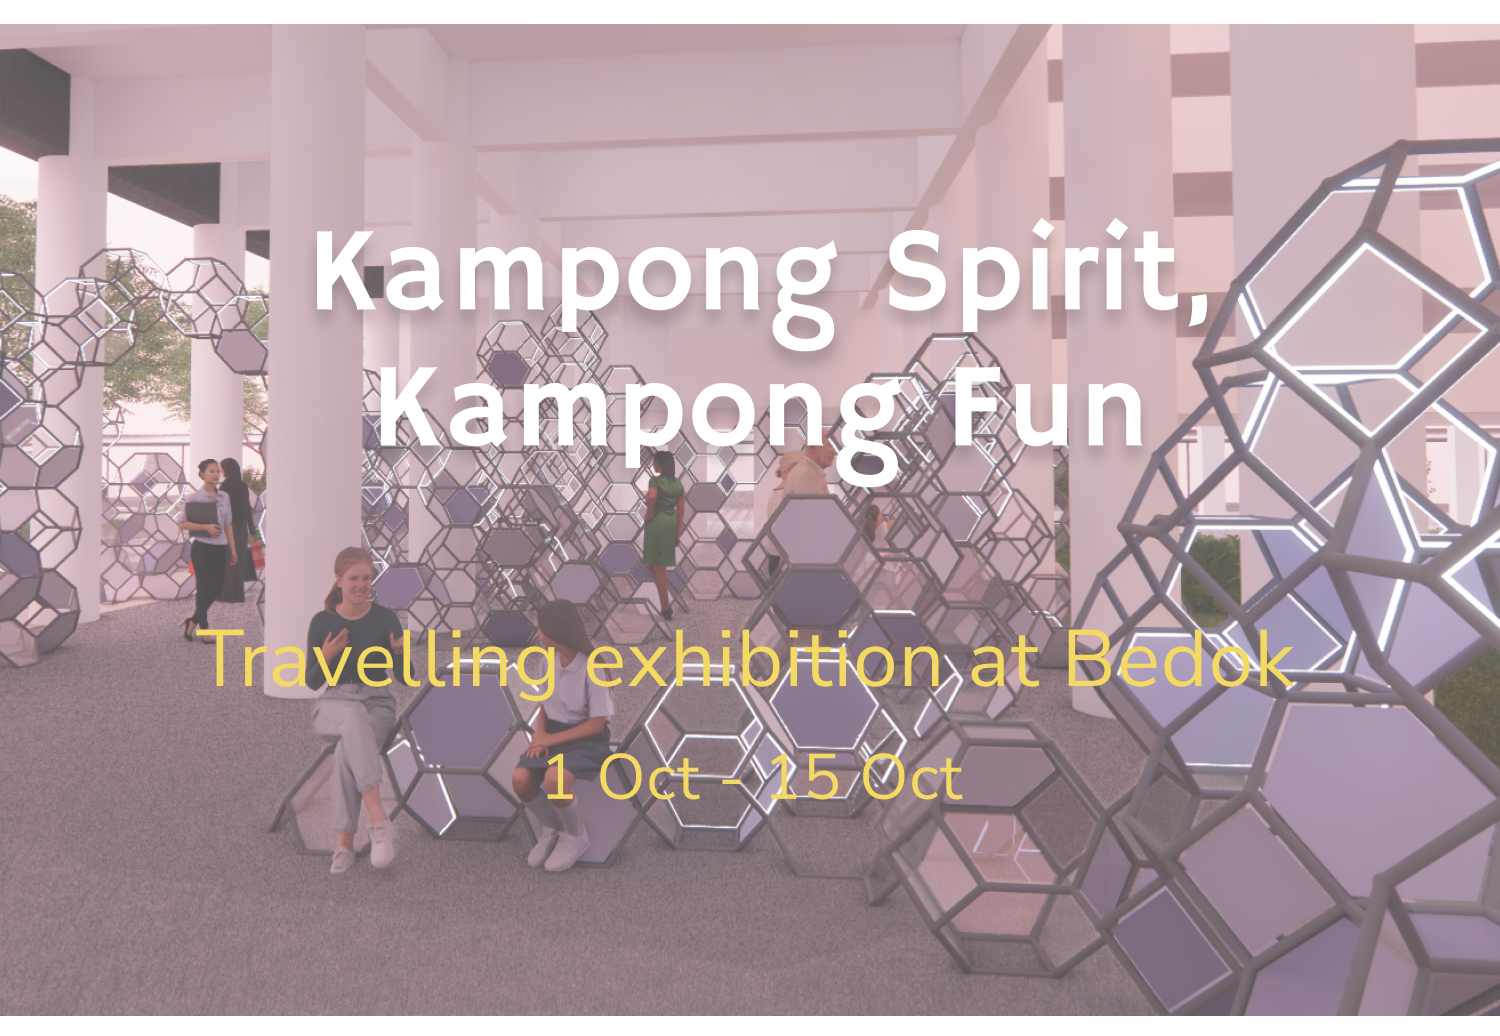 Kampong Spirit,
Kampong Fun
Travelling exhibition at Bedok
1 Oct - 15 Oct